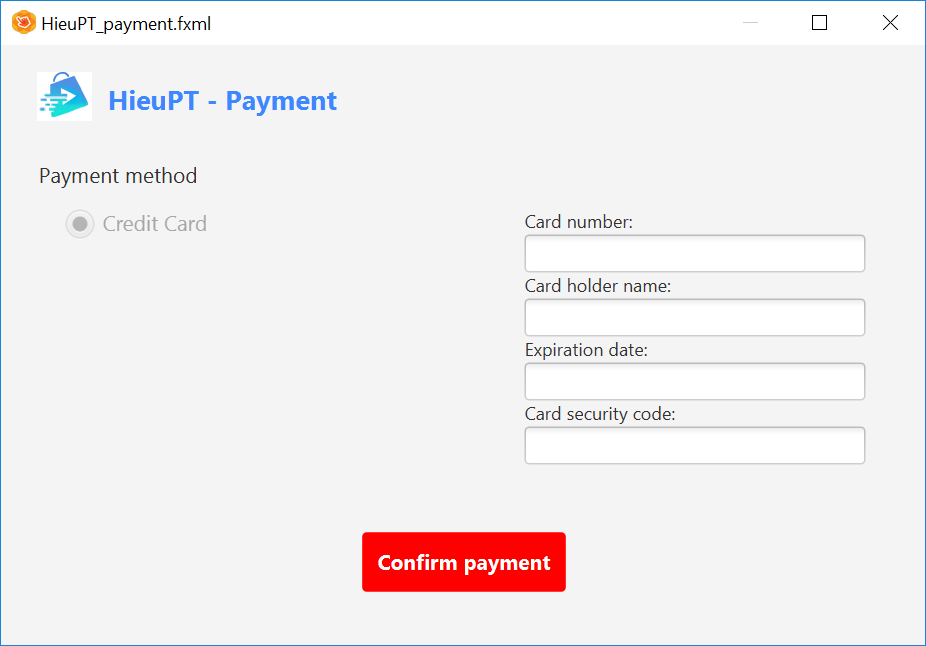 HieuPT_payment.fxml
HieuPT - Payment
Payment method
Credit Card
Card number:
Card holder name:
Expiration date:
Card security code:
Confirm payment